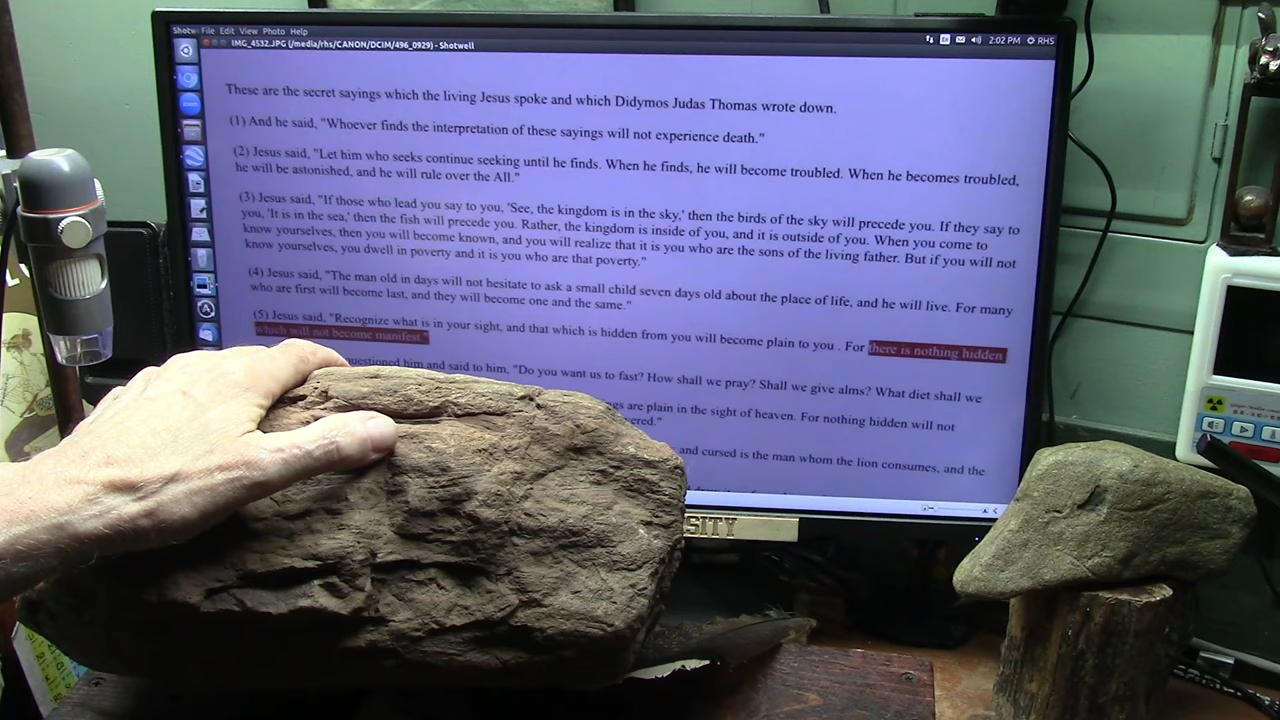 Shotw File Edit View Photo Help
2:02 PM RHS
IMG_4532.JPG (/media/rhs/CANON/DCIM/496_0929) - Shotwell
These are the secret sayings which the living Jesus spoke and which Didymos Judas Thomas wrote down.
(1) And he said, "Whoever finds the interpretation of these sayings will not experience death."
(2) Jesus said, "Let him who seeks continue seeking until he finds. When he finds, he will become troubled. When he becomes troubled,
he will be astonished, and he will rule over the All."
(3) Jesus said, "If those who lead you say to you, 'See, the kingdom is in the sky,' then the birds of the sky will precede you. If they say to
you, 'It is in the sea,' then the fish will precede you. Rather, the kingdom is inside of you, and it is outside of you. When you come to
know yourselves, then you will become known, and you will realize that it is you who are the sons of the living father. But if you will not
know yourselves, you dwell in poverty and it is you who are that poverty."
(4) Jesus said, "The man old in days will not hesitate to ask a small child seven days old about the place of life, and he will live. For many
who are first will become last, and they will become one and the same."
(5) Jesus said, "Recognize what is in your sight, and that which is hidden from you will become plain to you . For there is nothing hidden
which will not become manifest."
questioned him and said to him, "Do you want us to fast? How shall we pray? Shall we give alms? What diet shall we
are plain in the sight of heaven. For nothing hidden will not
and cursed is the man whom the lion consumes, and the
SITY